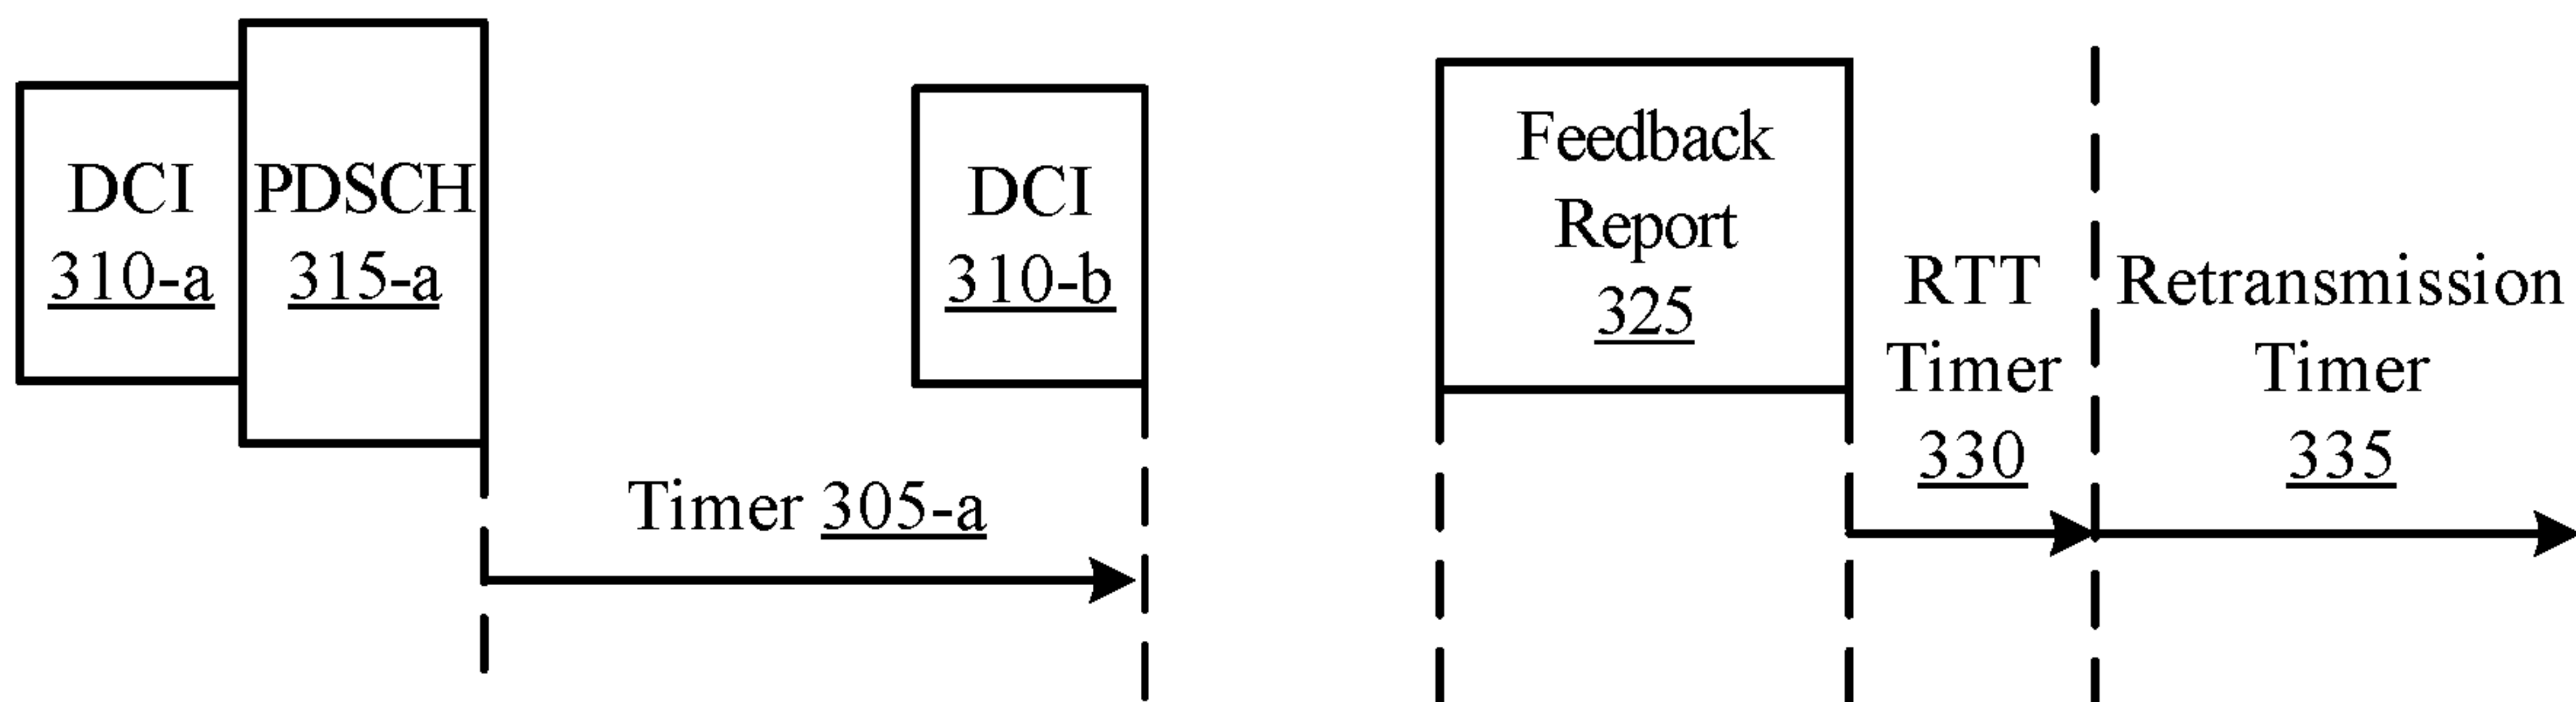 DCI
310-a
PDSCH
315-a
Timer 305-a
DCI
310-b
Feedback
Report
325
RTT
Timer
330
Retransmission
Timer
335